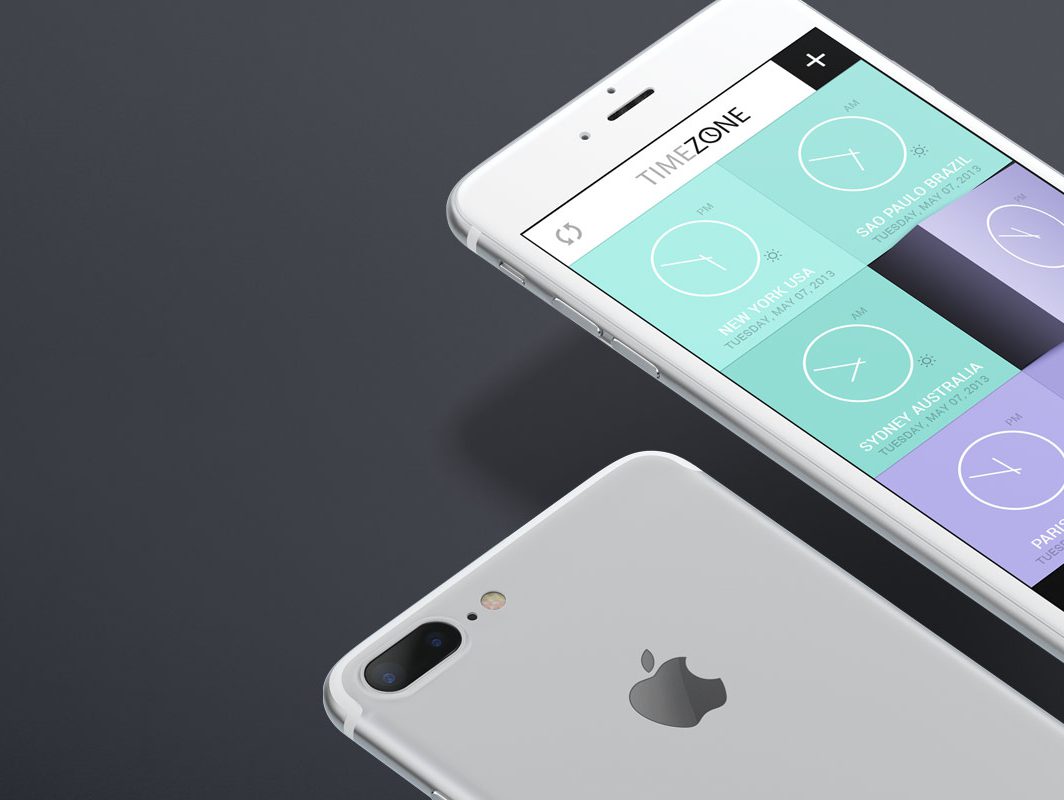 TIMEZONE
AM
SAO PAULO BRAZIL
TUESDAY, MAY 07, 2013
PM
NEW YORK USA
TUESDAY, MAY 07, 2013
PM
AM
SYDNEY AUSTRALIA
TUESDAY, MAY 07, 2013
PM
PARIS
TUES